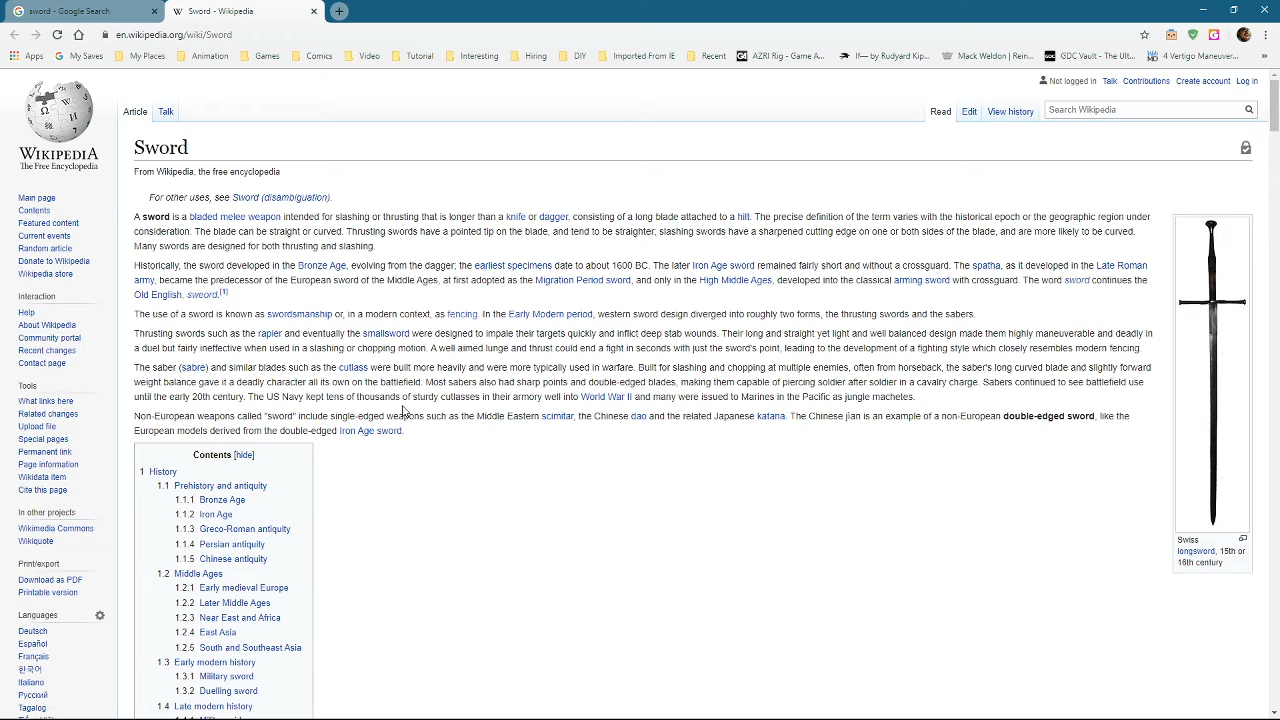 sword - Google Search
Sword - Wikipedia
en.wikipedia.org/wiki/Sword
Apps
My Saves
My Places
Animation
Games
Comics
Video
Tutorial
Interesting
Hiring
DIY
Imported From IE
Recent
AZRI Rig - Game A...
If— by Rudyard Kip...
Mack Weldon | Rein...
GDC Vault - The Ult...
4 Vertigo Maneuver...
Not logged in Talk Contributions Create account Log in
Article Talk
Read Edit View history
Search Wikipedia
WIKIPEDIA
The Free Encyclopedia
Main page
Contents
Featured content
Current events
Random article
Donate to Wikipedia
Wikipedia store
Interaction
Help
About Wikipedia
Community portal
Recent changes
Contact page
Tools
What links here
Related changes
Upload file
Special pages
Permanent link
Page information
Wikidata item
Cite this page
In other projects
Wikimedia Commons
Wikiquote
Print/export
Download as PDF
Printable version
Languages
Deutsch
Español
Français
한국어
Italiano
Русский
Tagalog
Sword
From Wikipedia, the free encyclopedia
For other uses, see Sword (disambiguation).
A sword is a bladed melee weapon intended for slashing or thrusting that is longer than a knife or dagger, consisting of a long blade attached to a hilt. The precise definition of the term varies with the historical epoch or the geographic region under
consideration. The blade can be straight or curved. Thrusting swords have a pointed tip on the blade, and tend to be straighter; slashing swords have a sharpened cutting edge on one or both sides of the blade, and are more likely to be curved.
Many swords are designed for both thrusting and slashing.
Historically, the sword developed in the Bronze Age, evolving from the dagger; the earliest specimens date to about 1600 BC. The later Iron Age sword remained fairly short and without a crossguard. The spatha, as it developed in the Late Roman
army, became the predecessor of the European sword of the Middle Ages, at first adopted as the Migration Period sword, and only in the High Middle Ages, developed into the classical arming sword with crossguard. The word sword continues the
Old English, sweord.[1]
The use of a sword is known as swordsmanship or, in a modern context, as fencing. In the Early Modern period, western sword design diverged into roughly two forms, the thrusting swords and the sabers.
Thrusting swords such as the rapier and eventually the smallsword were designed to impale their targets quickly and inflict deep stab wounds. Their long and straight yet light and well balanced design made them highly maneuverable and deadly in
a duel but fairly ineffective when used in a slashing or chopping motion. A well aimed lunge and thrust could end a fight in seconds with just the sword's point, leading to the development of a fighting style which closely resembles modern fencing.
The saber (sabre) and similar blades such as the cutlass were built more heavily and were more typically used in warfare. Built for slashing and chopping at multiple enemies, often from horseback, the saber's long curved blade and slightly forward
weight balance gave it a deadly character all its own on the battlefield. Most sabers also had sharp points and double-edged blades, making them capable of piercing soldier after soldier in a cavalry charge. Sabers continued to see battlefield use
until the early 20th century. The US Navy kept tens of thousands of sturdy cutlasses in their armory well into World War II and many were issued to Marines in the Pacific as jungle machetes.
Non-European weapons called "sword" include single-edged weapons such as the Middle Eastern scimitar, the Chinese dao and the related Japanese katana. The Chinese jìan is an example of a non-European double-edged sword, like the
European models derived from the double-edged Iron Age sword.
Contents [hide]
1 History
1.1 Prehistory and antiquity
1.1.1 Bronze Age
1.1.2 Iron Age
1.1.3 Greco-Roman antiquity
1.1.4 Persian antiquity
1.1.5 Chinese antiquity
1.2 Middle Ages
1.2.1 Early medieval Europe
1.2.2 Later Middle Ages
1.2.3 Near East and Africa
1.2.4 East Asia
1.2.5 South and Southeast Asia
1.3 Early modern history
1.3.1 Military sword
1.3.2 Duelling sword
1.4 Late modern history
Swiss
longsword, 15th or
16th century